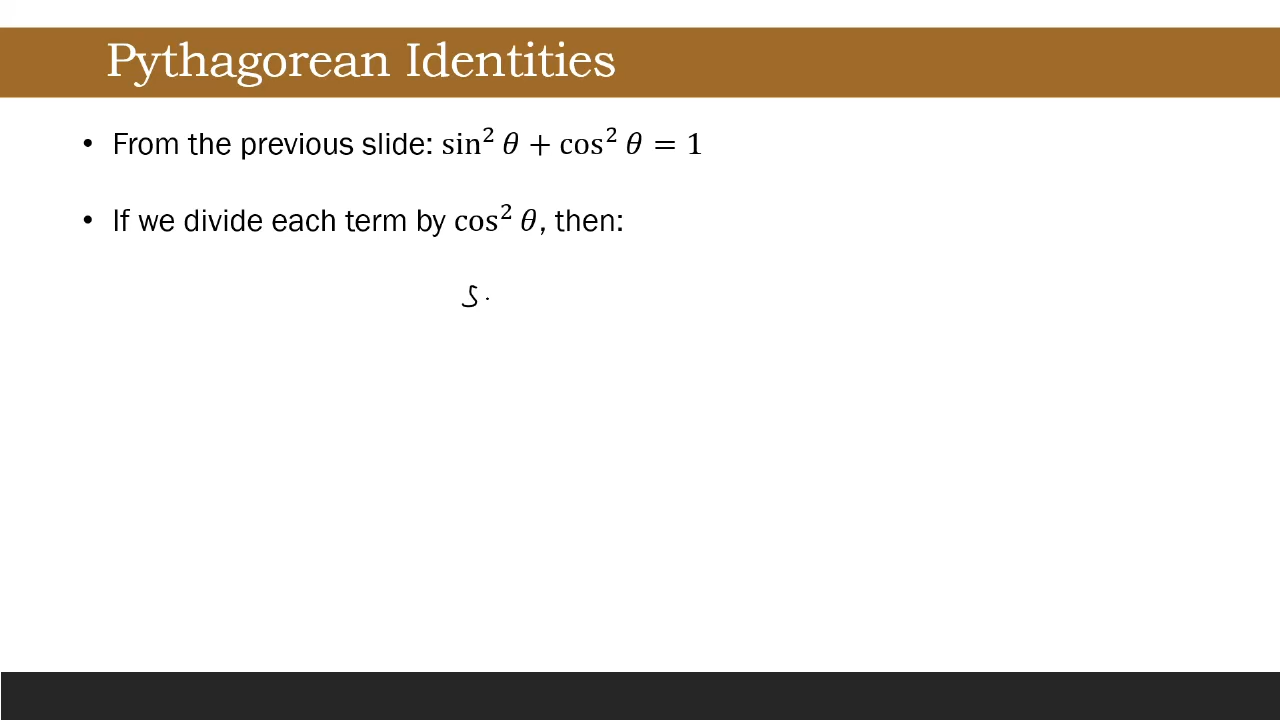 Pythagorean Identities
• From the previous slide: sin² θ + cos² θ = 1
• If we divide each term by cos² θ, then:
S